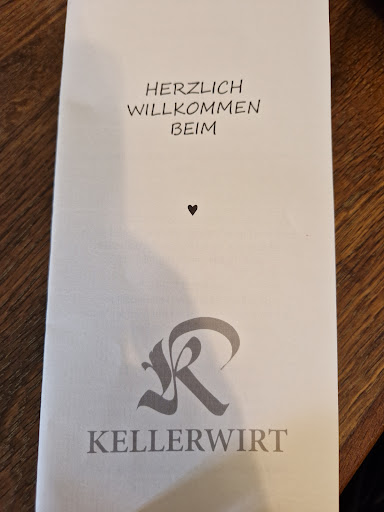 HERZLICH
WILLKOMMEN
BEIM
♥
R
KELLERWIRT